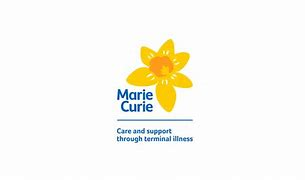 Marie
Curie
Care and support
through terminal illness